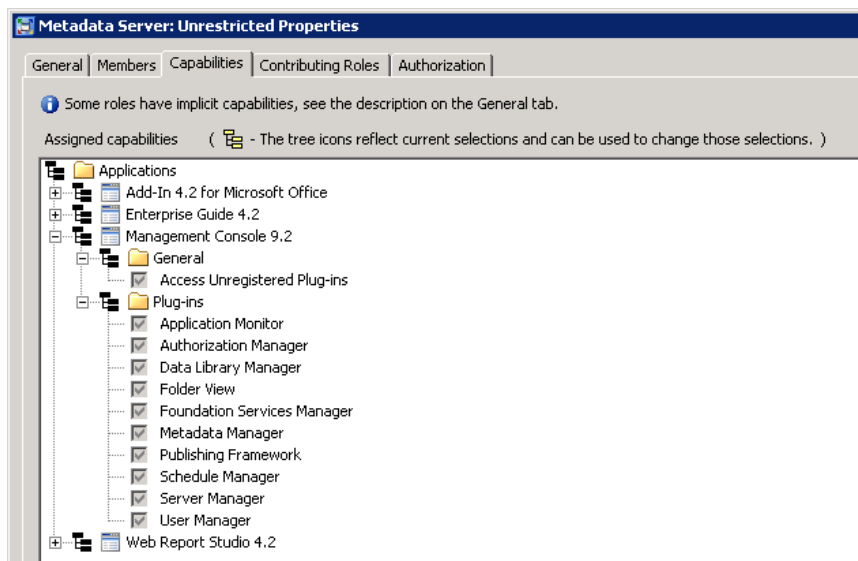 Metadata Server: Unrestricted Properties
General Members Capabilities Contributing Roles Authorization
Some roles have implicit capabilities, see the description on the General tab.
Assigned capabilities ( - The tree icons reflect current selections and can be used to change those selections. )
Applications
Add-In 4.2 for Microsoft Office
Enterprise Guide 4.2
Management Console 9.2
General
Access Unregistered Plug-ins
Plug-ins
Application Monitor
Authorization Manager
Data Library Manager
Folder View
Foundation Services Manager
Metadata Manager
Publishing Framework
Schedule Manager
Server Manager
User Manager
Web Report Studio 4.2